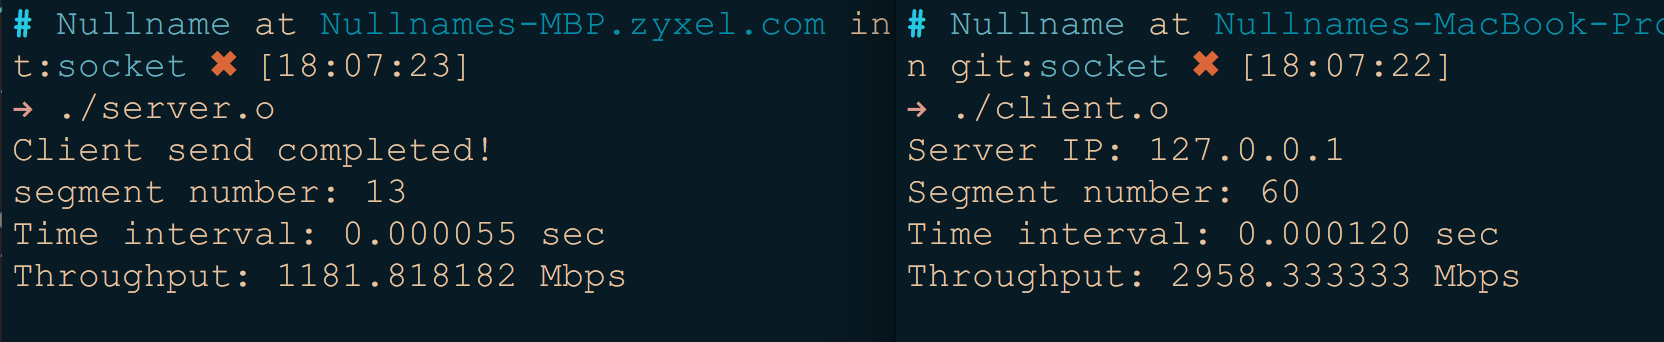 # Nullname at Nullnames-MBP.zyxel.com in
t:socket ✖ [18:07:23]
→ ./server.o
Client send completed!
segment number: 13
Time interval: 0.000055 sec
Throughput: 1181.818182 Mbps
# Nullname at Nullnames-MacBook-Pro
n git:socket ✖ [18:07:22]
→ ./client.o
Server IP: 127.0.0.1
Segment number: 60
Time interval: 0.000120 sec
Throughput: 2958.333333 Mbps